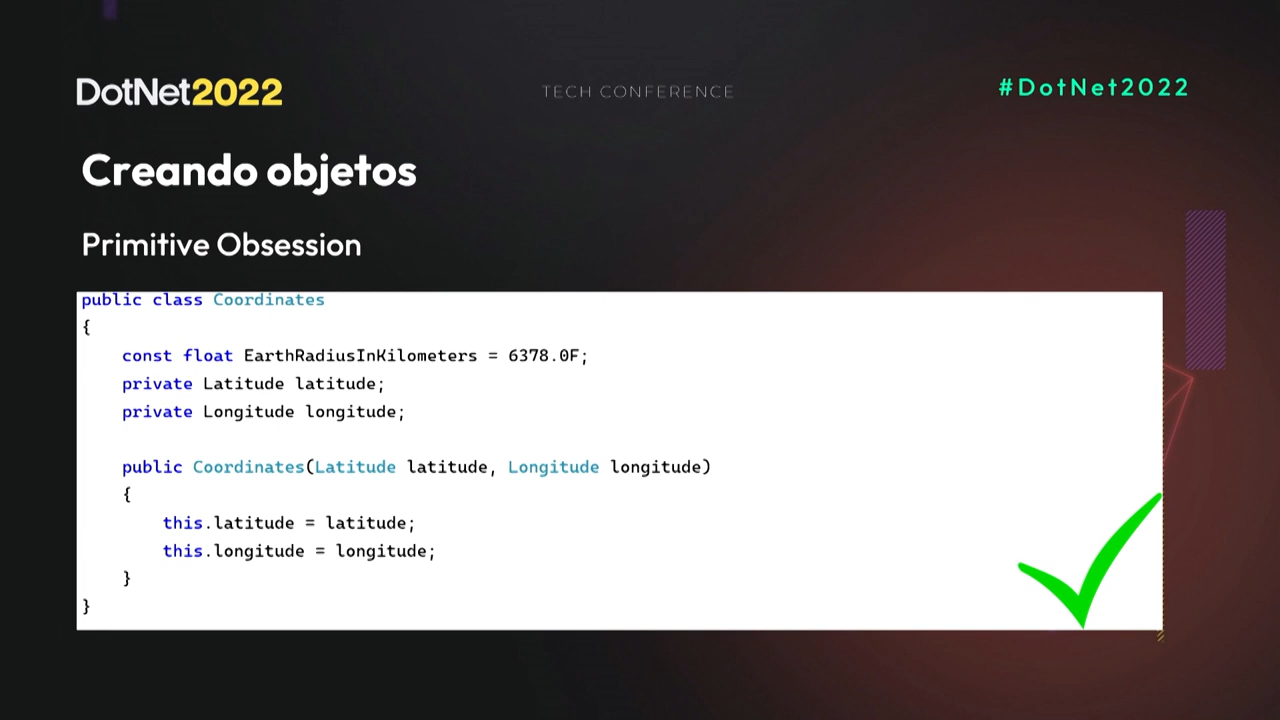 DotNet2022
TECH CONFERENCE
#DotNet2022
Creando objetos
Primitive Obsession
public class Coordinates
{
    const float EarthRadiusInKilometers = 6378.0F;
    private Latitude latitude;
    private Longitude longitude;

    public Coordinates(Latitude latitude, Longitude longitude)
    {
        this.latitude = latitude;
        this.longitude = longitude;
    }
}